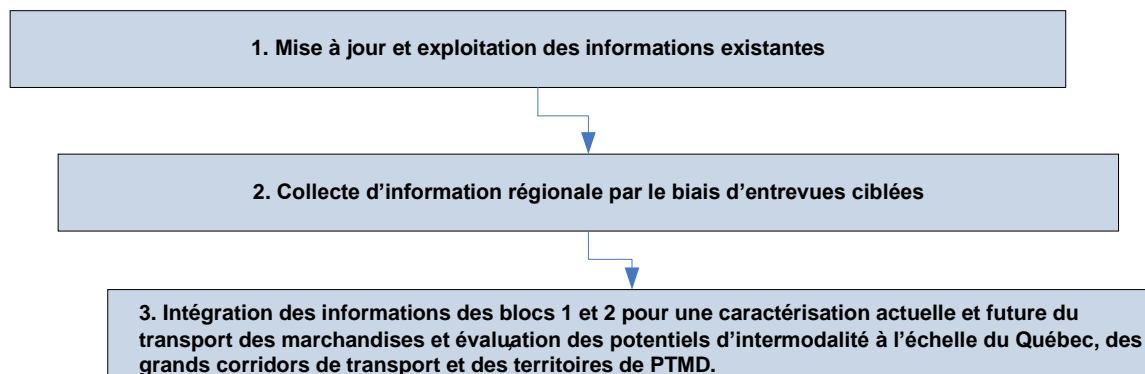 1. Mise à jour et exploitation des informations existantes
2. Collecte d’information régionale par le biais d’entrevues ciblées
3. Intégration des informations des blocs 1 et 2 pour une caractérisation actuelle et future du
transport des marchandises et évaluation des potentiels d’intermodalité à l’échelle du Québec, des
grands corridors de transport et des territoires de PTMD.